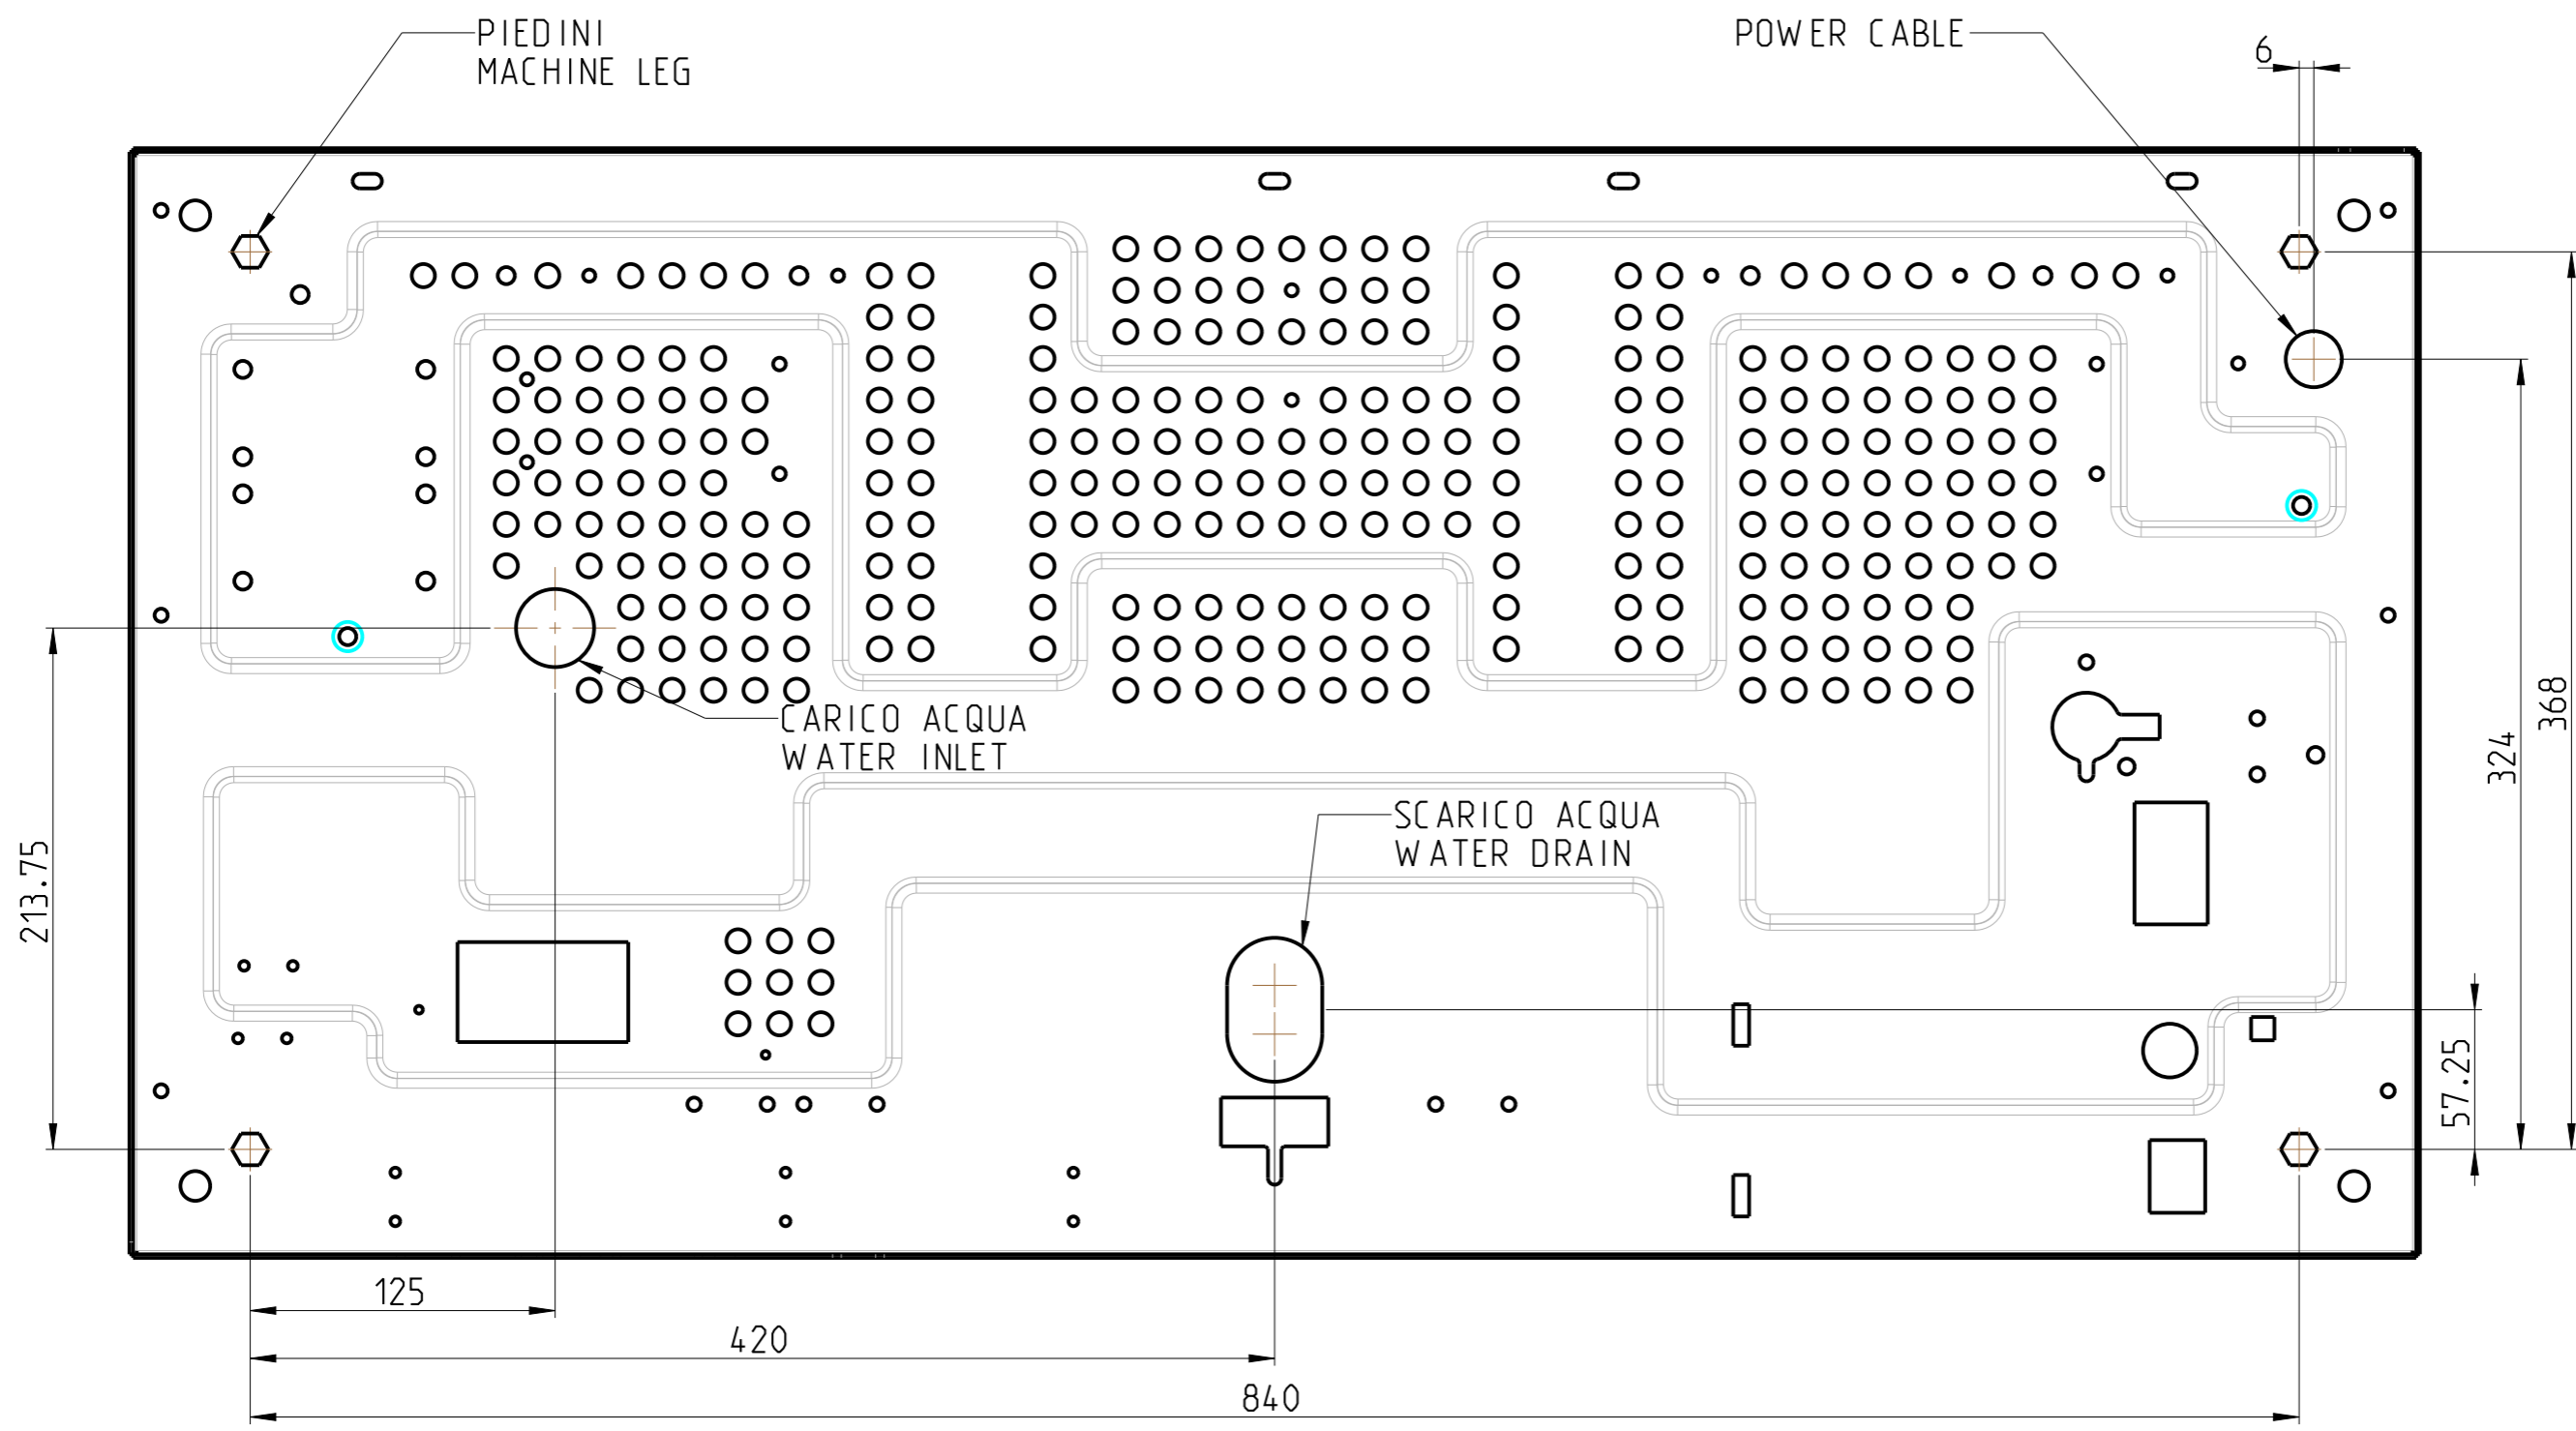 PIEDINI
MACHINE LEG
POWER CABLE
6
CARICO ACQUA
WATER INLET
SCARICO ACQUA
WATER DRAIN
213.75
368
324
57.25
125
420
840